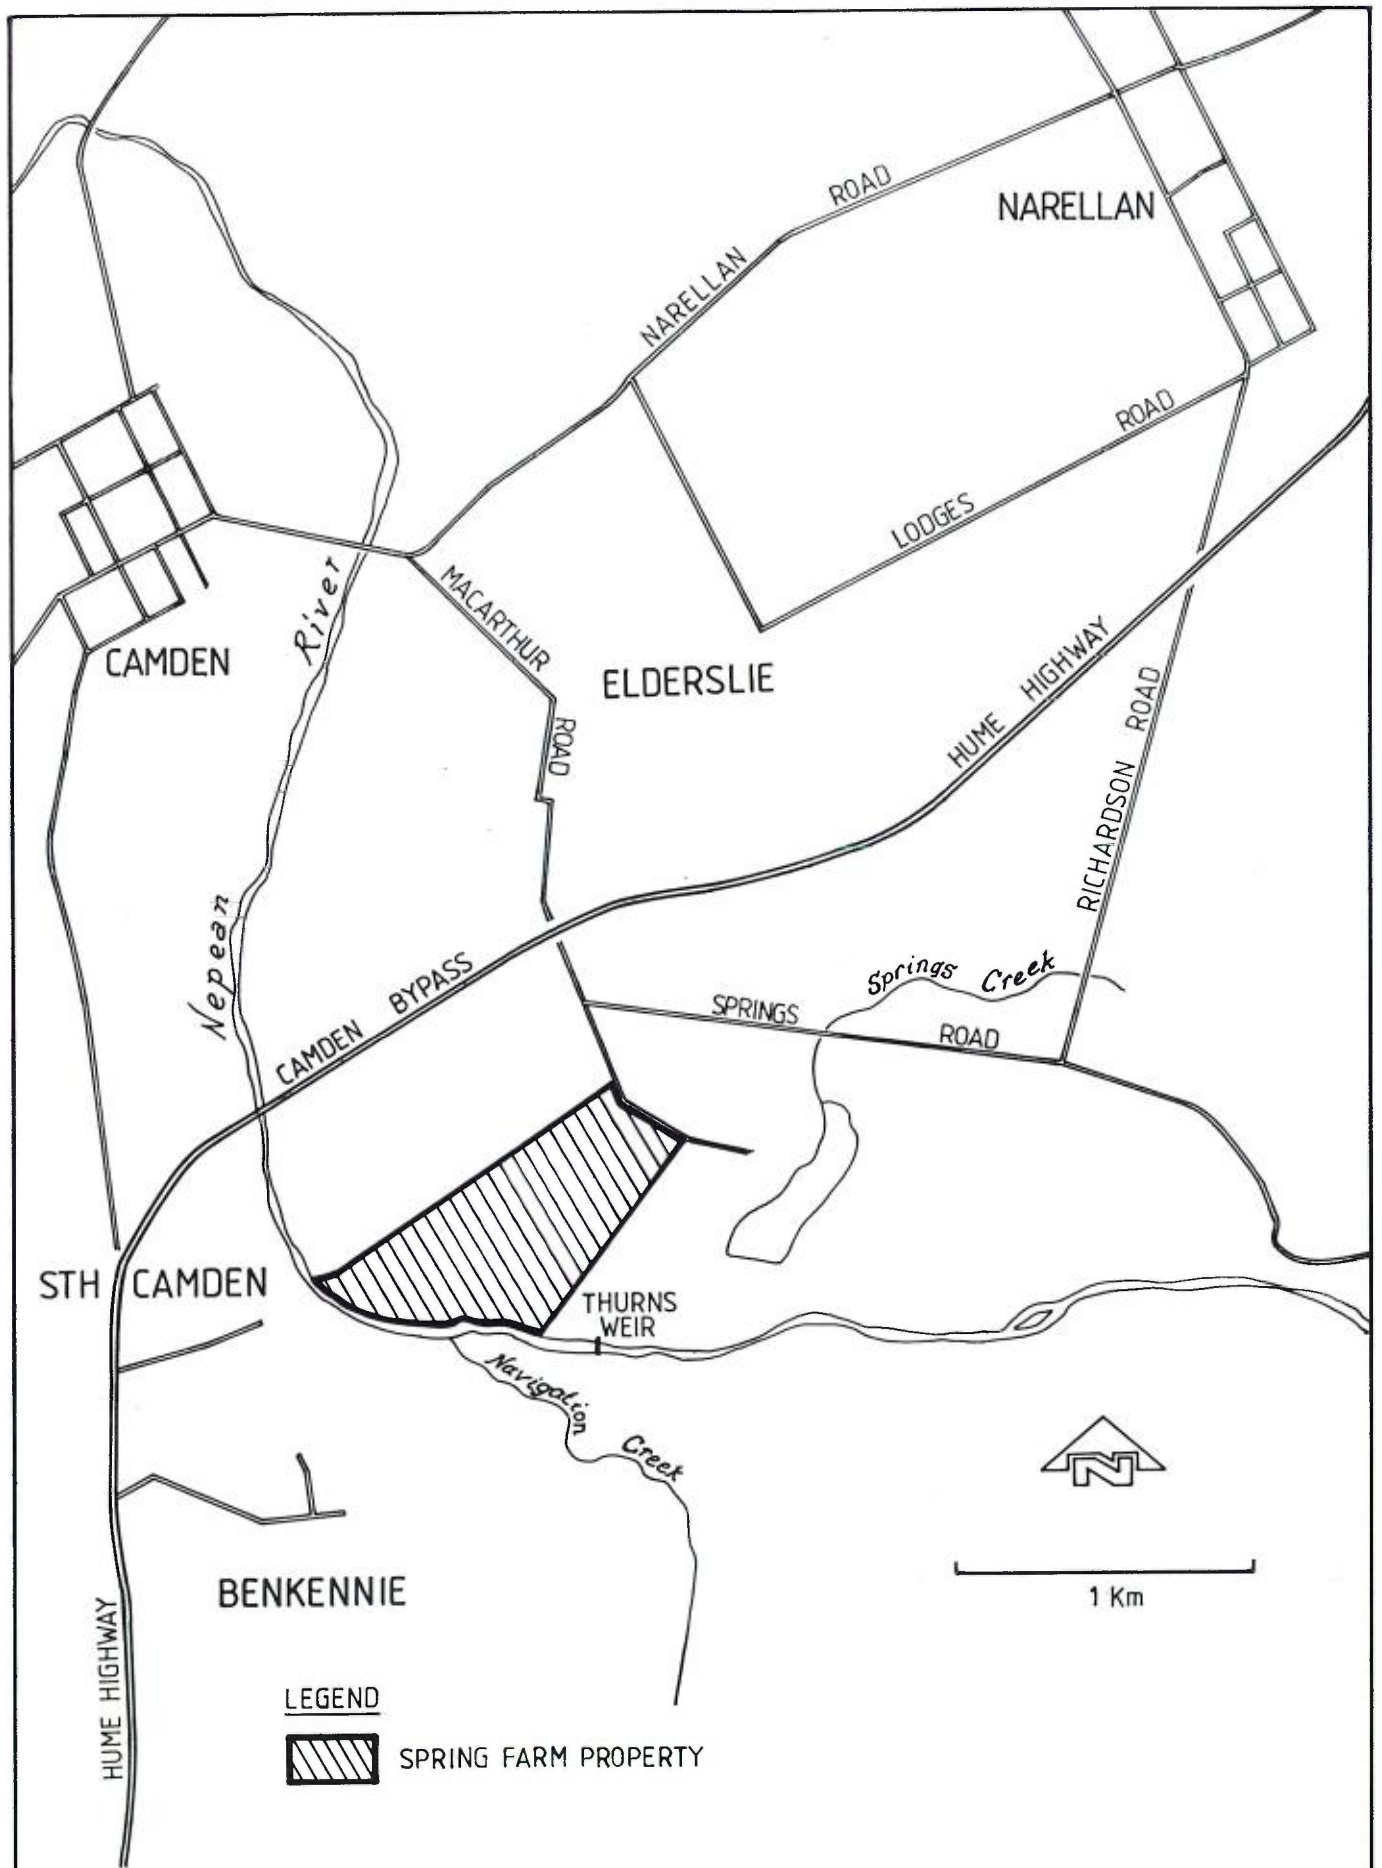 NARELLAN
NARELLAN ROAD
LODGES ROAD
River
MACARTHUR ROAD
CAMDEN
ELDERSLIE
HUME HIGHWAY
RICHARDSON ROAD
Nepean
CAMDEN BYPASS
Springs Creek
SPRINGS ROAD
STH CAMDEN
THURNS
WEIR
Navigation Creek
N
1 Km
BENKENNIE
HUME HIGHWAY
LEGEND
SPRING FARM PROPERTY